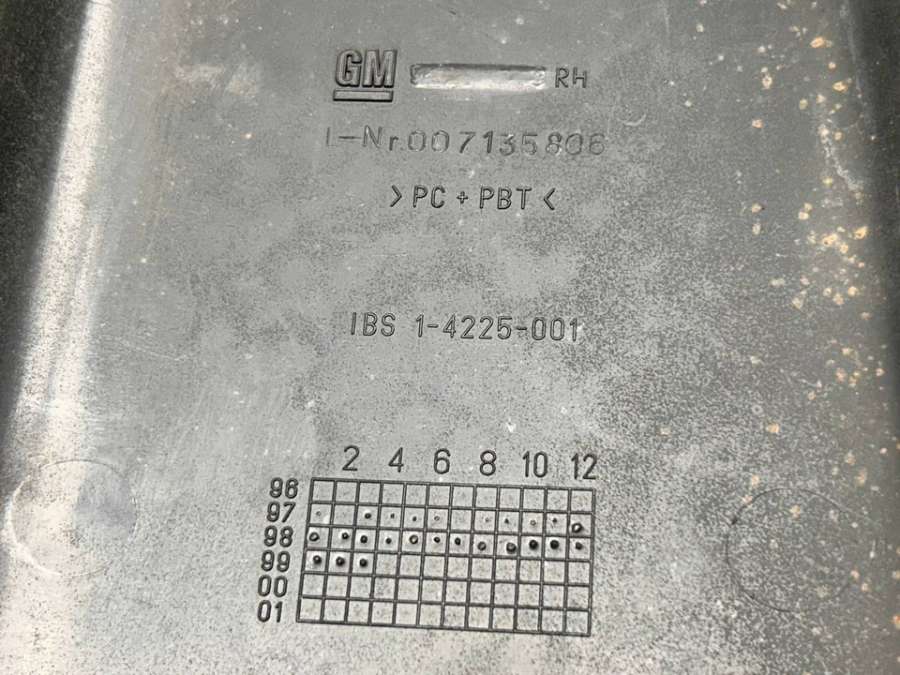 GM RH
I-Nr.007135806
>PC + PBT<
IBS 1-4225-001
2 4 6 8 10 12
96
97
98
99
00
01